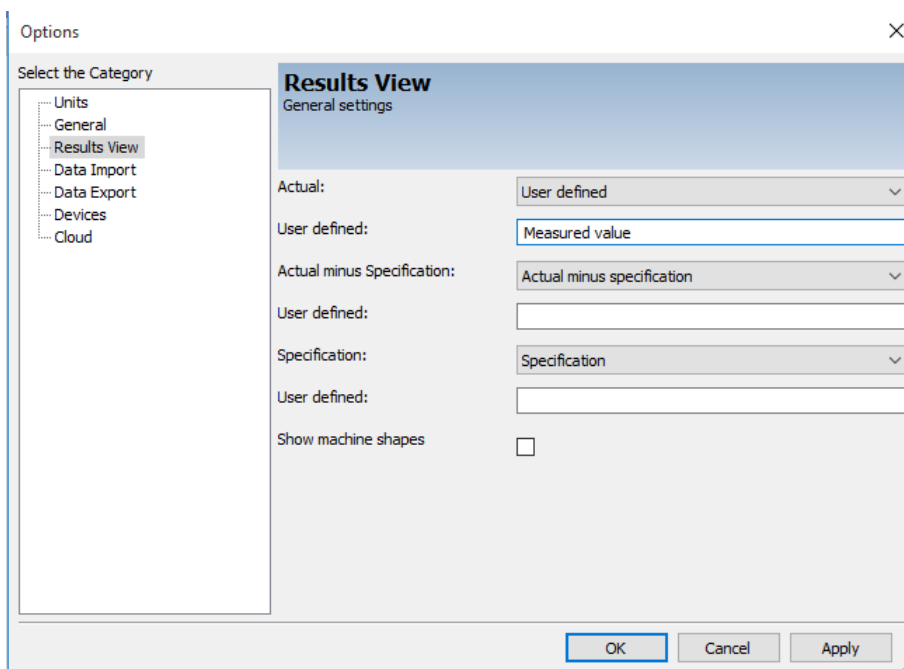 Options
Select the Category
Units
General
Results View
Data Import
Data Export
Devices
Cloud
Results View
General settings
Actual:
User defined
User defined:
Measured value
Actual minus Specification:
Actual minus specification
User defined:
Specification:
Specification
User defined:
Show machine shapes
OK
Cancel
Apply